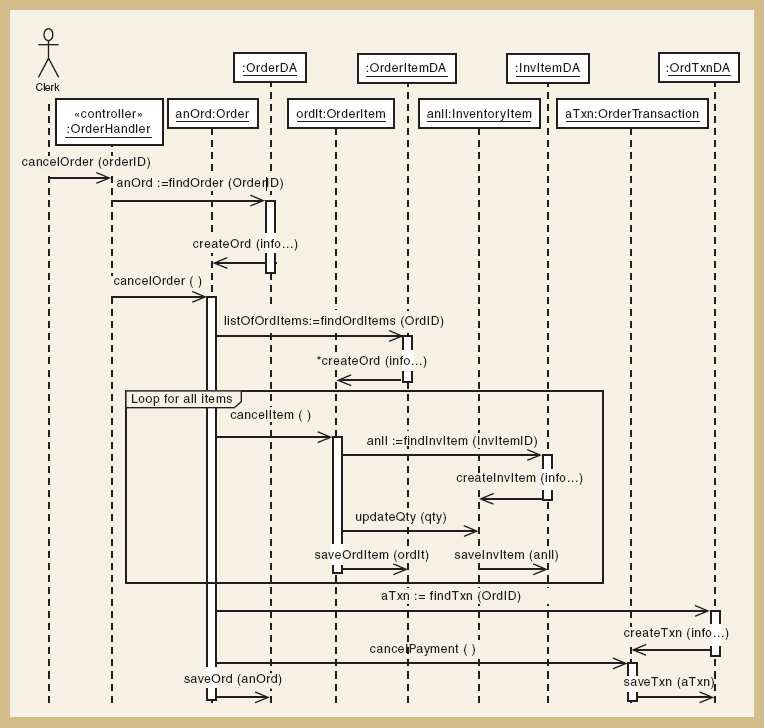 Clerk
:OrderDA
:OrderItemDA
:InvItemDA
:OrdTxnDA
«controller»
:OrderHandler
anOrd:Order
ordIt:OrderItem
anII:InventoryItem
aTxn:OrderTransaction
cancelOrder (orderID)
anOrd :=findOrder (OrderID)
createOrd (info...)
cancelOrder ( )
listOfOrdItems:=findOrdItems (OrdID)
*createOrd (info...)
Loop for all items
cancelItem ( )
anII :=findInvItem (InvItemID)
createInvItem (info...)
updateQty (qty)
saveOrdItem (ordIt)
saveInvItem (anII)
aTxn := findTxn (OrdID)
createTxn (info...)
cancelPayment ( )
saveOrd (anOrd)
saveTxn (aTxn)